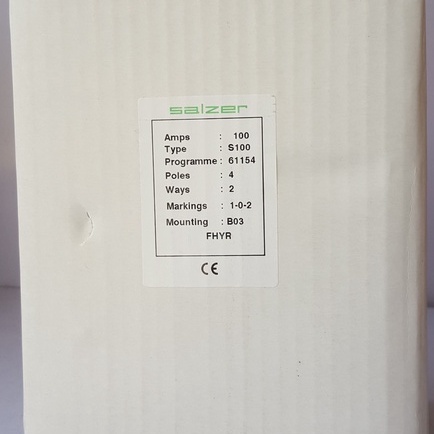 salzer
Amps : 100
Type : S100
Programme : 61154
Poles : 4
Ways : 2
Markings : 1-0-2
Mounting : B03
FHYR
CE